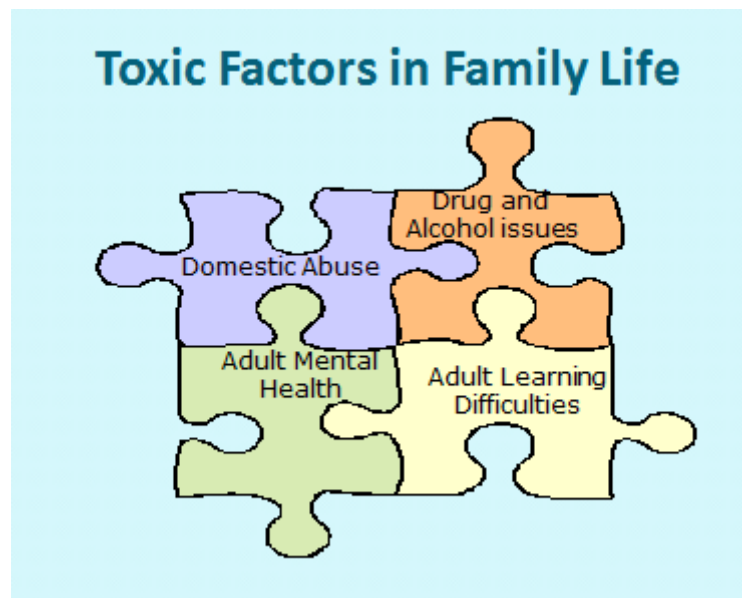 Toxic Factors in Family Life
Drug and
Alcohol issues
Domestic Abuse
Adult Mental
Health
Adult Learning
Difficulties